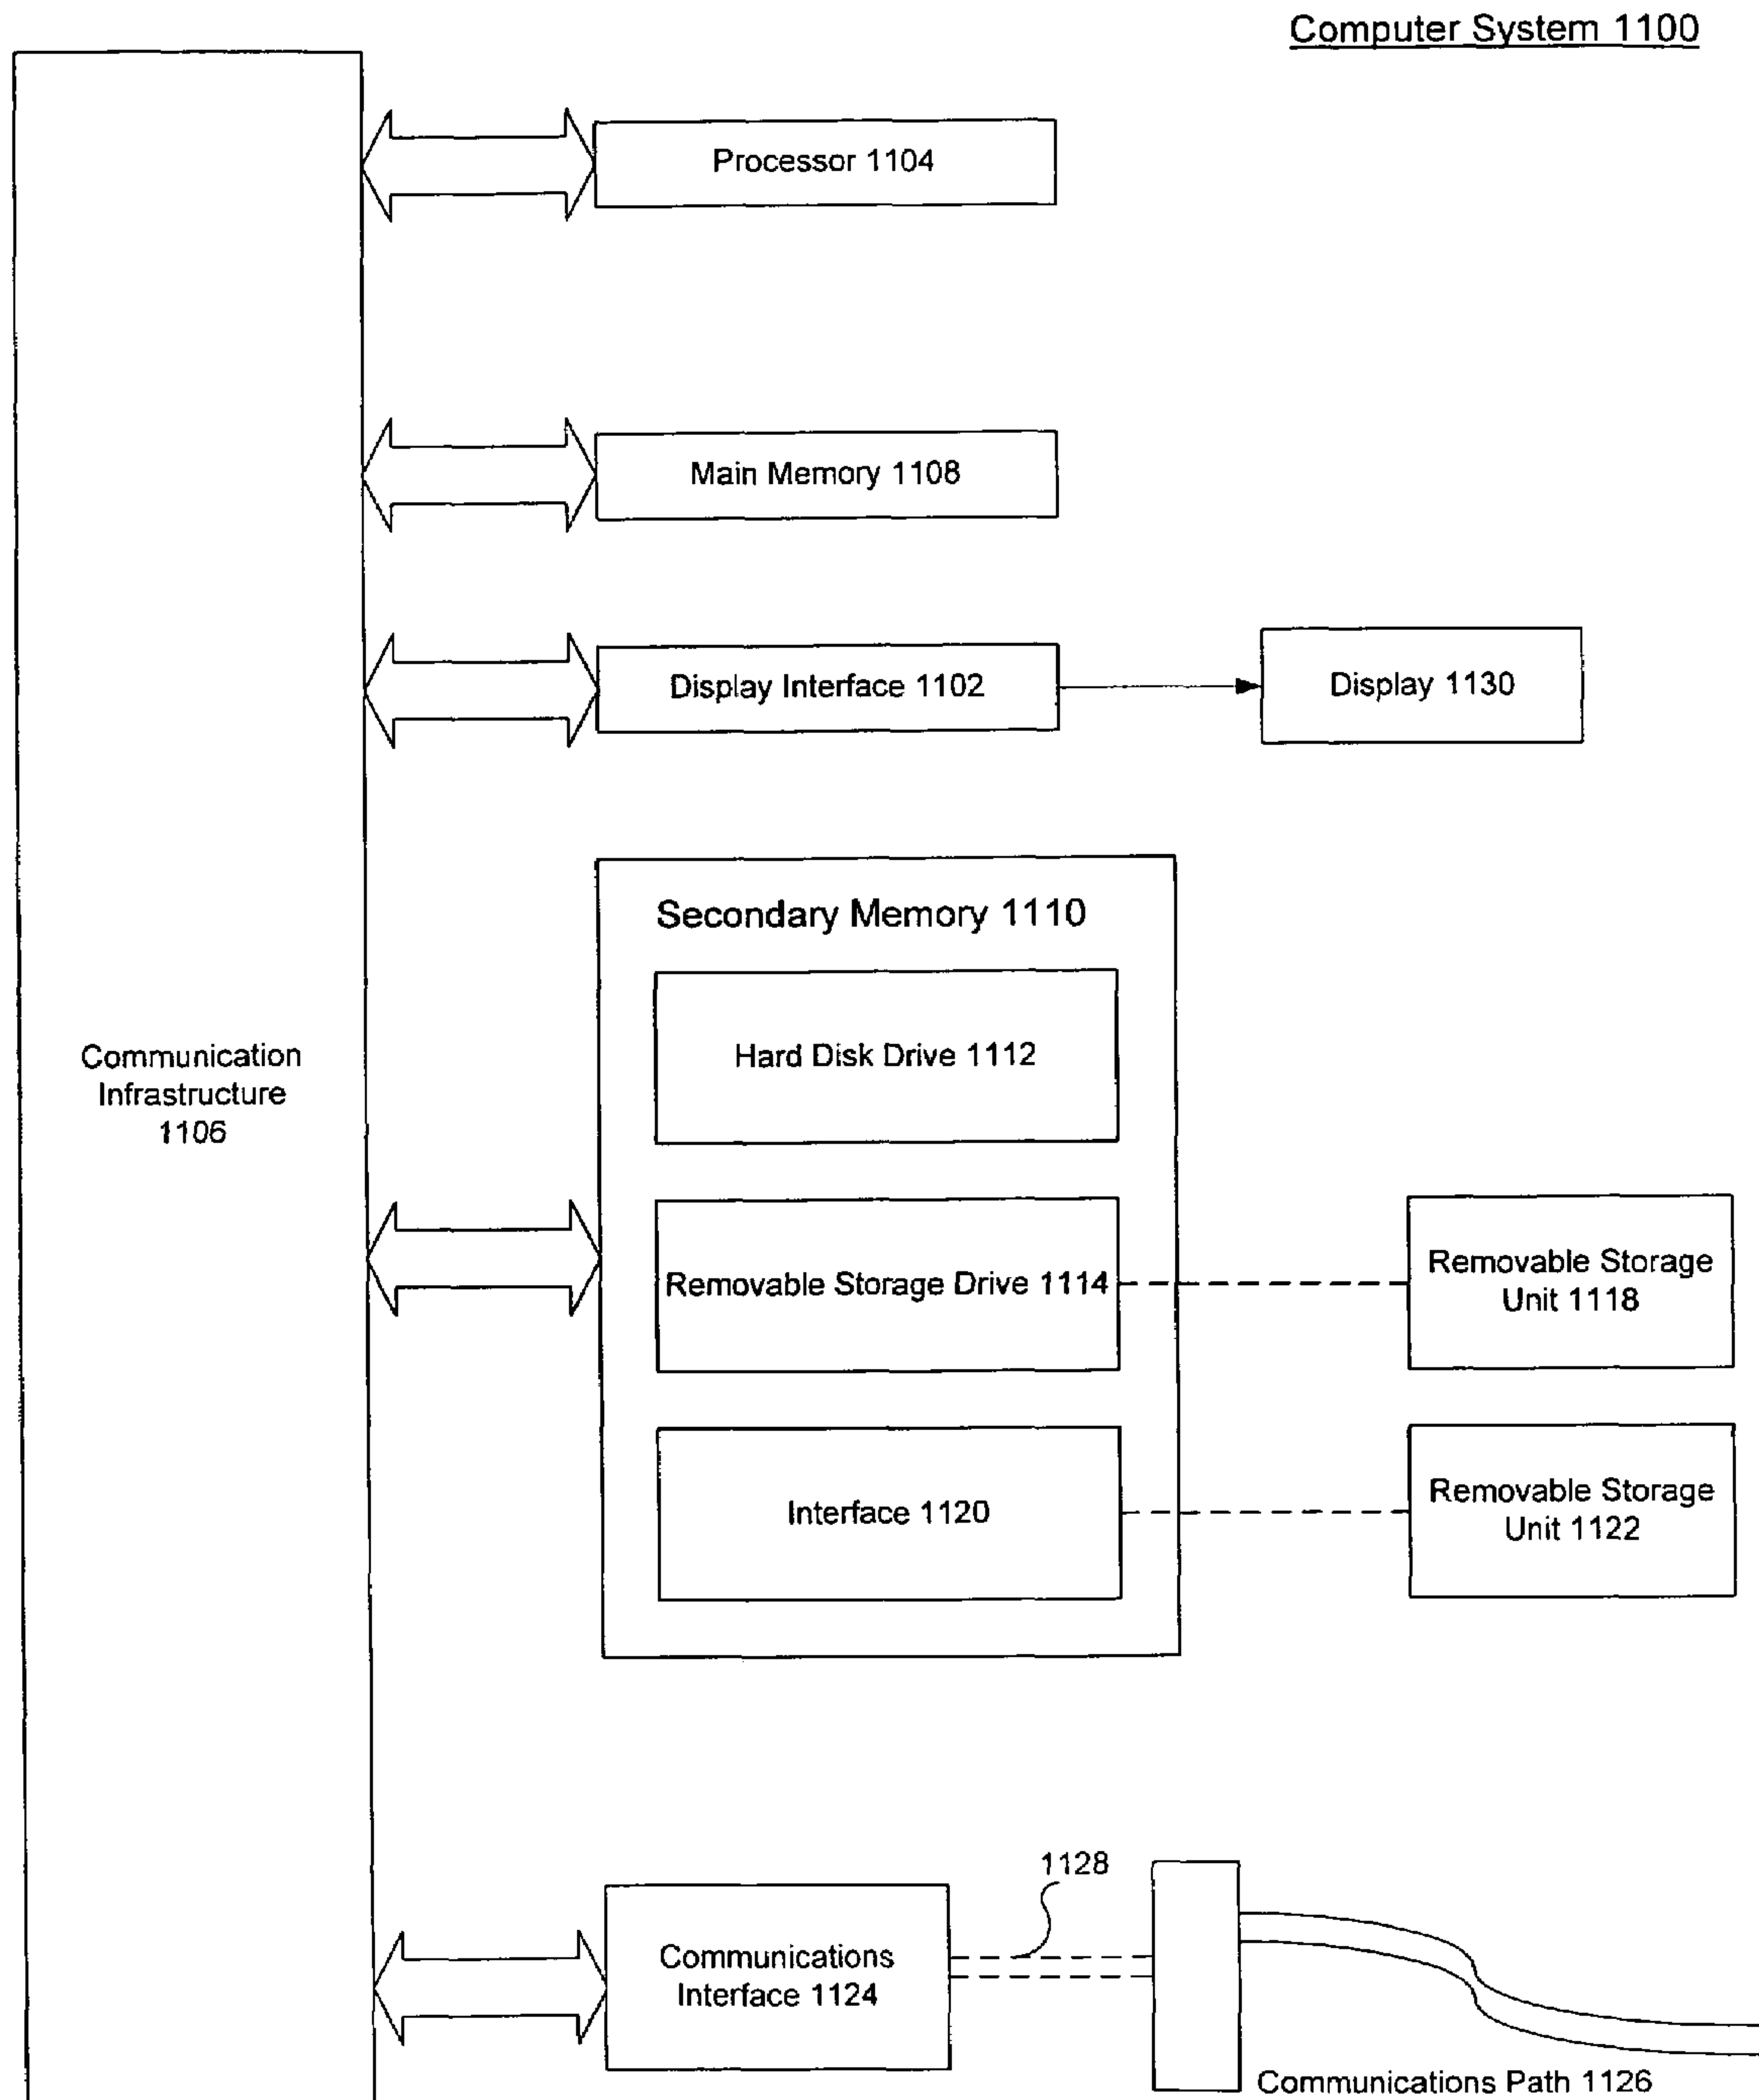 Computer System 1100
Processor 1104
Main Memory 1108
Display Interface 1102
Display 1130
Secondary Memory 1110
Hard Disk Drive 1112
Communication
Infrastructure
1106
Removable Storage Drive 1114
Removable Storage
Unit 1118
Interface 1120
Removable Storage
Unit 1122
1128
Communications
Interface 1124
Communications Path 1126